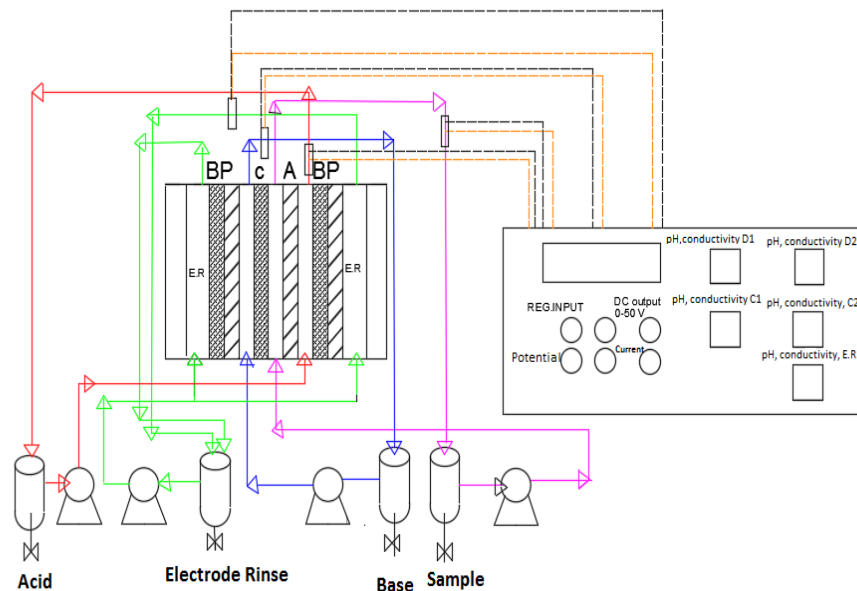 BP c A BP
E.R
E.R
pH,conductivity D1
pH, conductivity D2
REG.INPUT
DC output
0-50 V
pH, conductivity C1
pH, conductivity, C2
Potential
Current
pH, conductivity, E.R
Acid
Electrode Rinse
Base
Sample